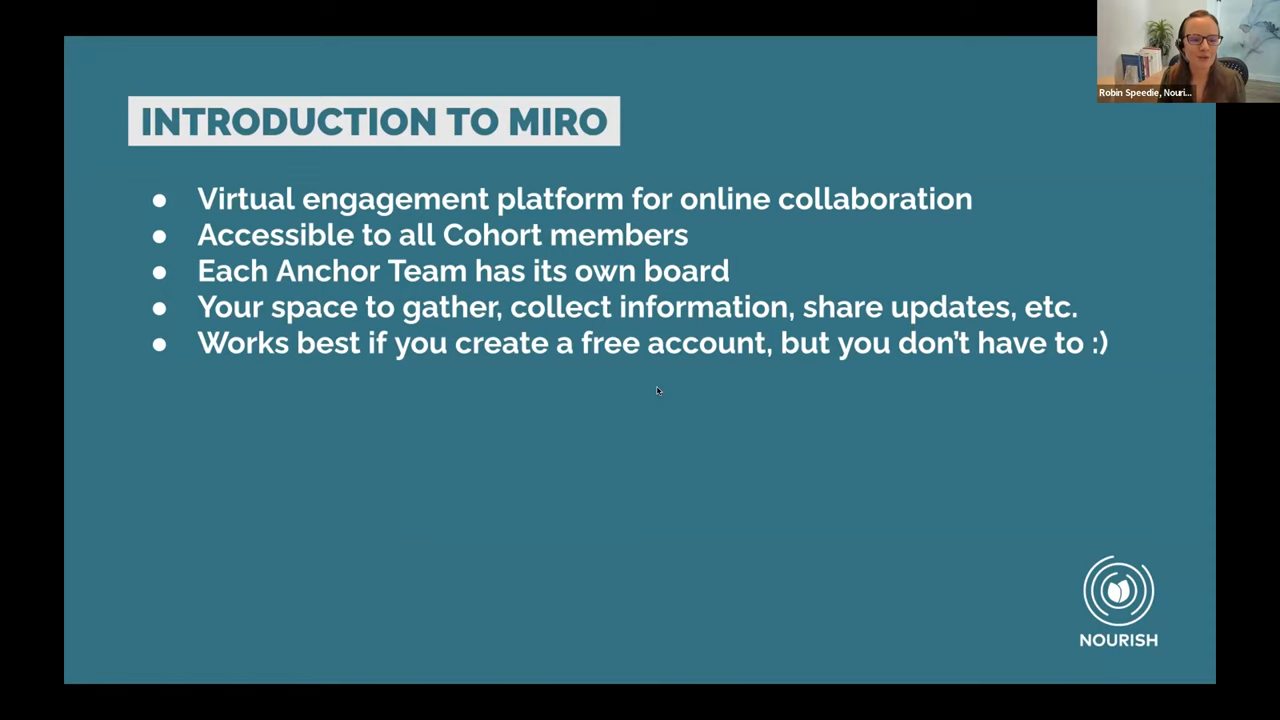 Robin Speedie, Nouri...
INTRODUCTION TO MIRO
● Virtual engagement platform for online collaboration
● Accessible to all Cohort members
● Each Anchor Team has its own board
● Your space to gather, collect information, share updates, etc.
● Works best if you create a free account, but you don’t have to :)
NOURISH